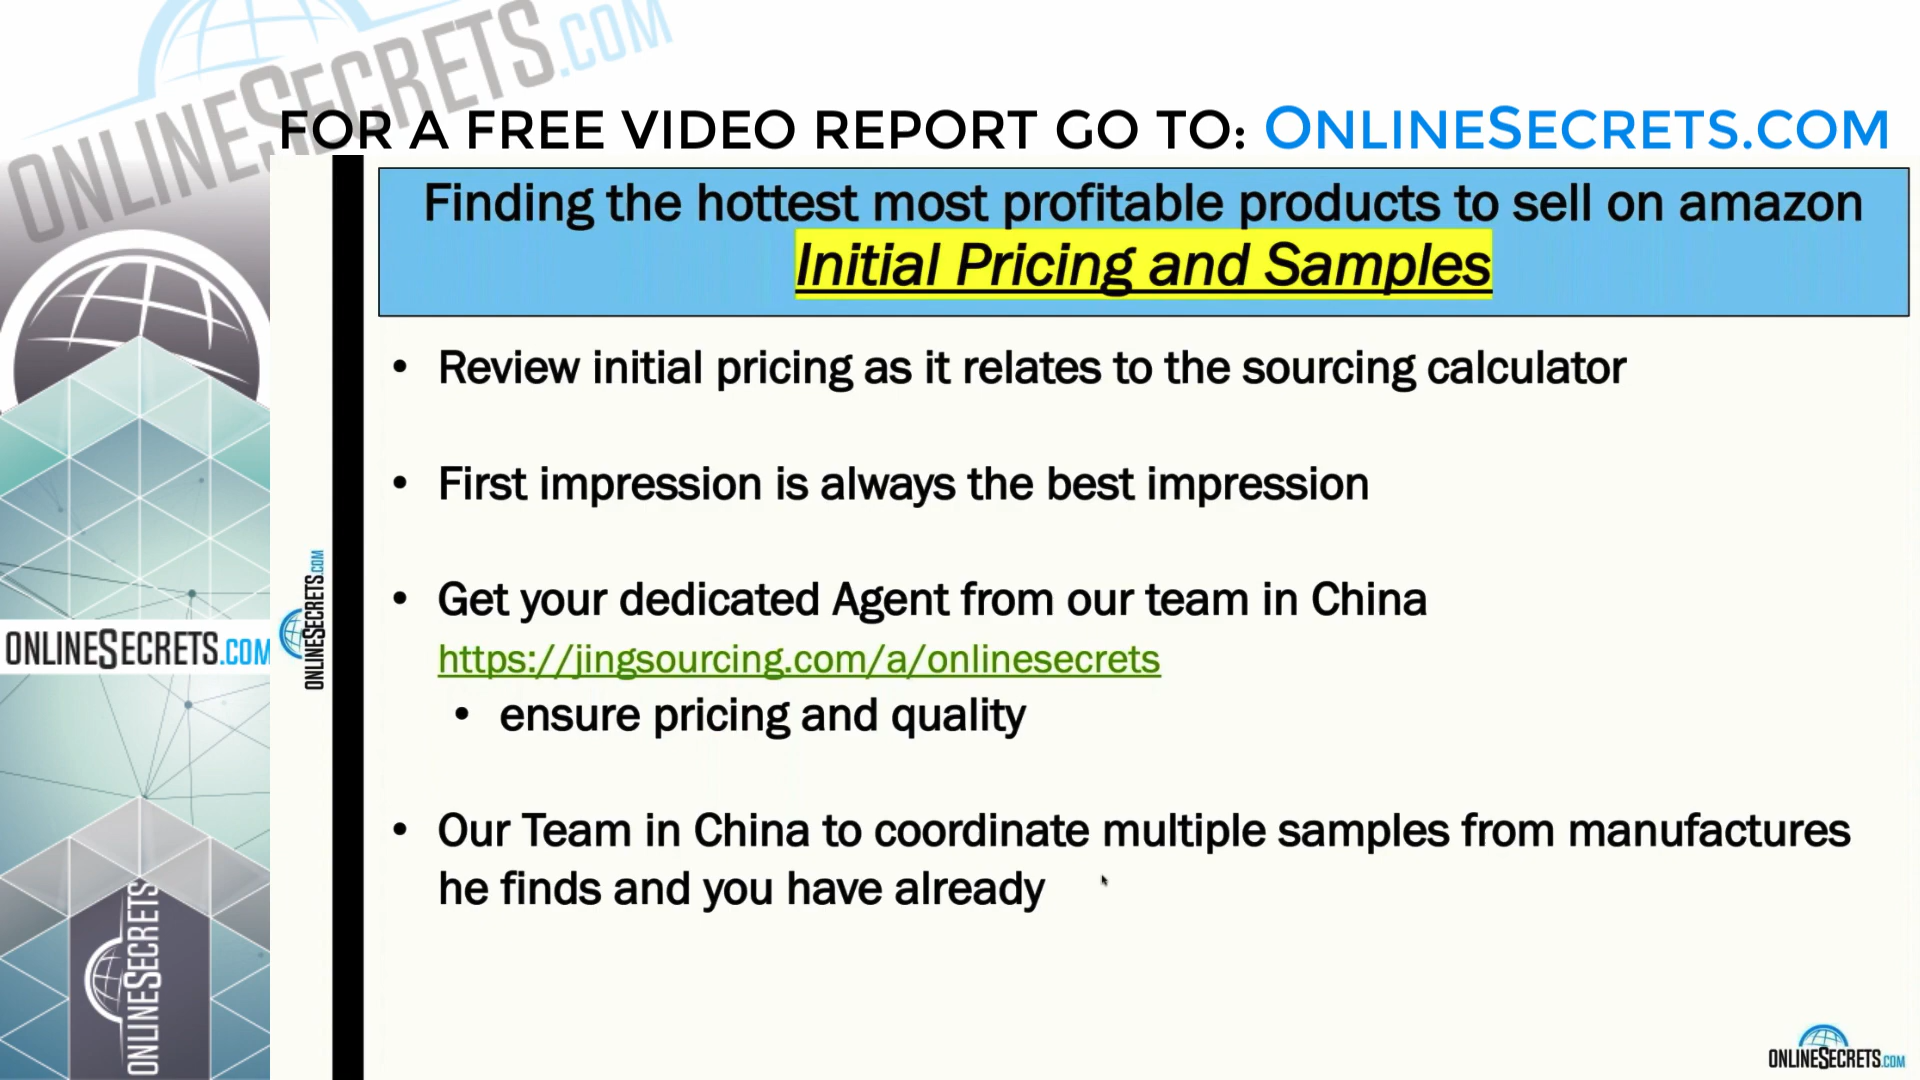 ONLINESECRETS.COM
FOR A FREE VIDEO REPORT GO TO: ONLINESECRETS.COM
Finding the hottest most profitable products to sell on amazon
Initial Pricing and Samples
• Review initial pricing as it relates to the sourcing calculator
• First impression is always the best impression
• Get your dedicated Agent from our team in China
https://jingsourcing.com/a/onlinesecrets
• ensure pricing and quality
• Our Team in China to coordinate multiple samples from manufactures
he finds and you have already
ONLINESECRETS.COM
ONLINESECRETS.COM
ONLINESECRETS
ONLINESECRETS.COM